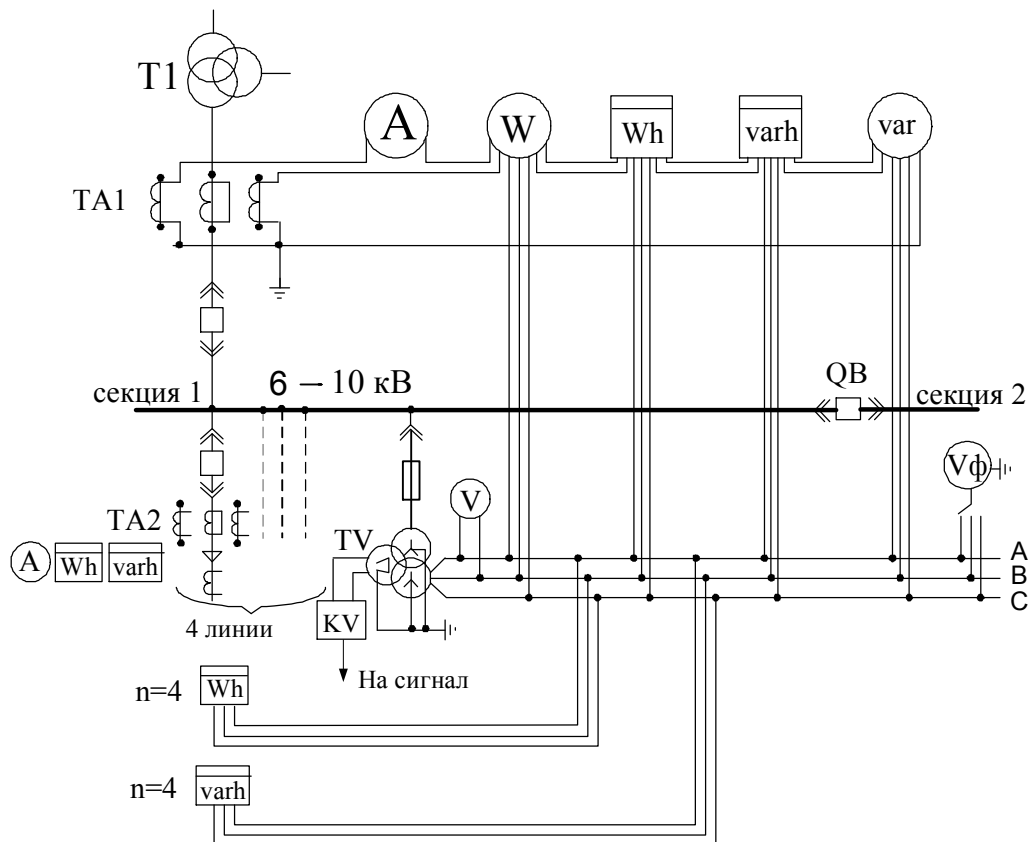 T1
A
W
Wh
varh
var
TA1
секция 1
6 – 10 кВ
QB
секция 2
Vф
V
TA2
TV
A
Wh
varh
A
B
C
KV
4 линии
На сигнал
n=4
Wh
n=4
varh